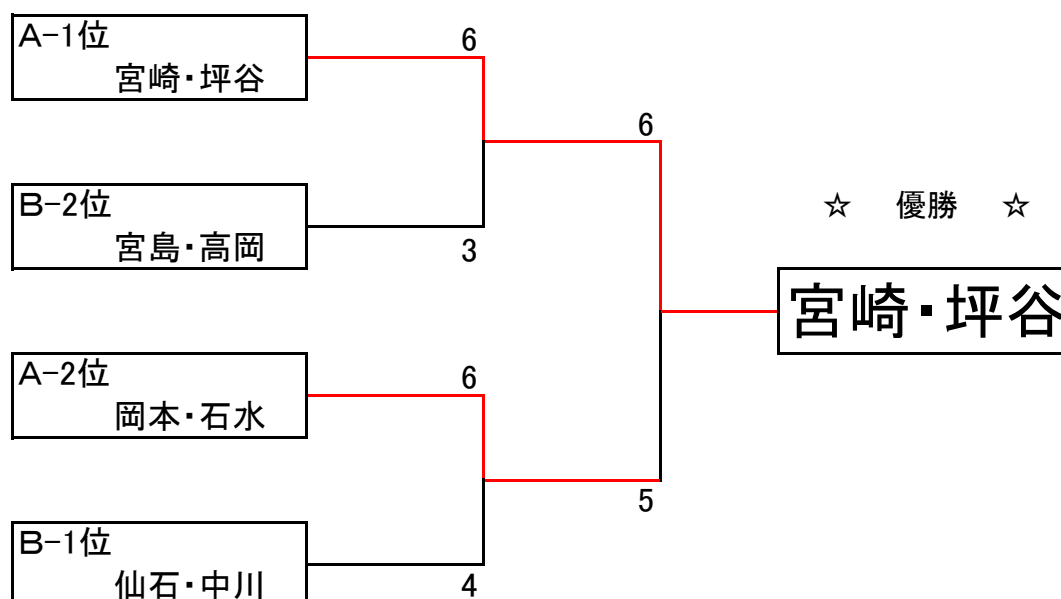 A-1位
宮崎・坪谷
6
6
B-2位
宮島・高岡
3
☆ 優勝 ☆
宮崎・坪谷
A-2位
岡本・石水
6
5
B-1位
仙石・中川
4